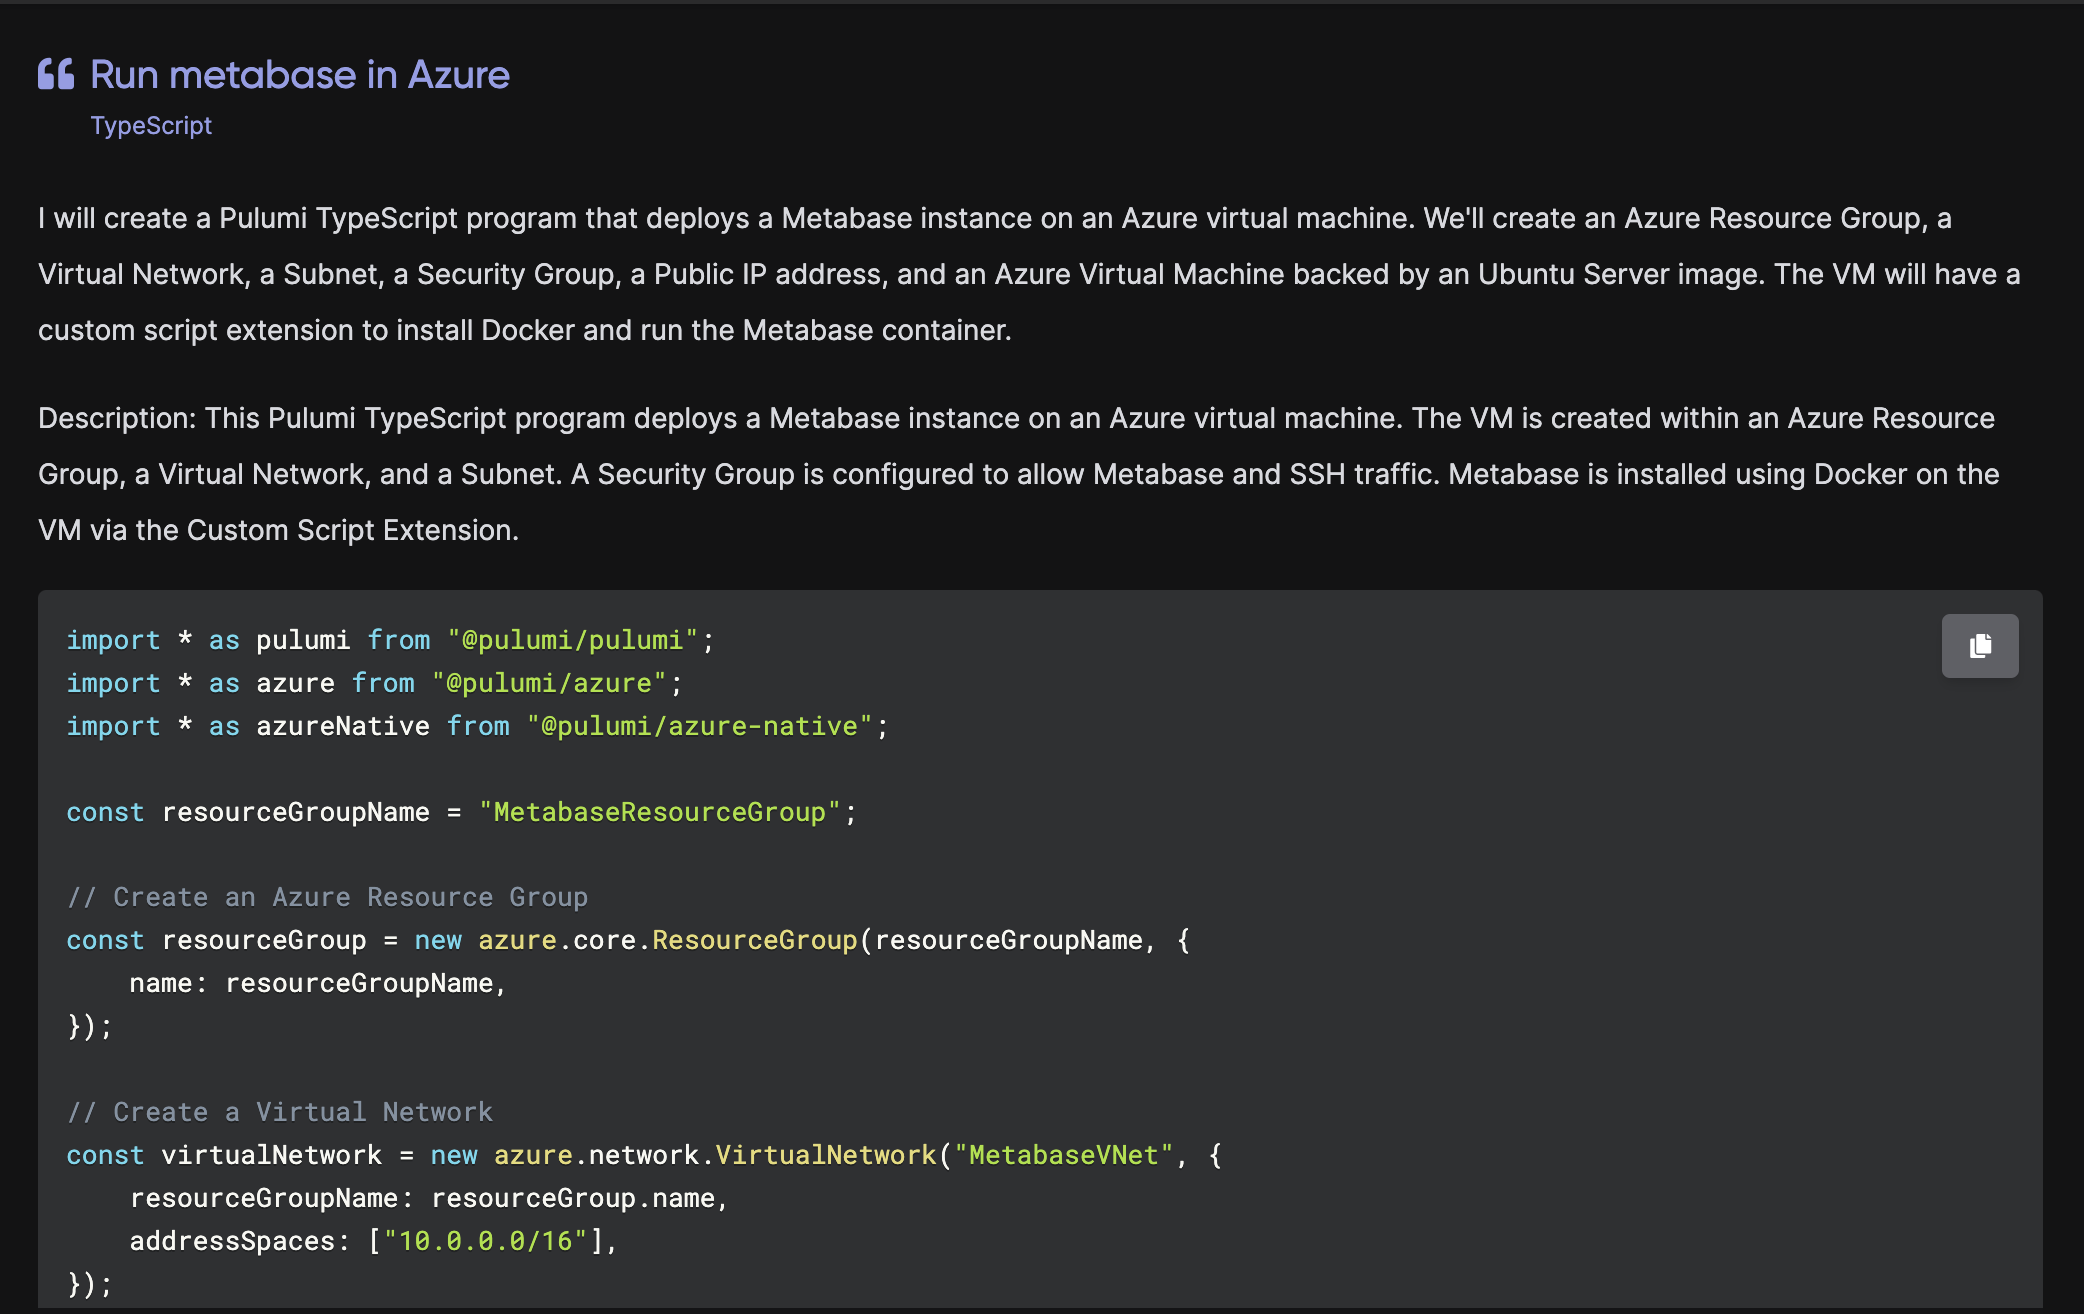 Run metabase in Azure
TypeScript
I will create a Pulumi TypeScript program that deploys a Metabase instance on an Azure virtual machine. We'll create an Azure Resource Group, a
Virtual Network, a Subnet, a Security Group, a Public IP address, and an Azure Virtual Machine backed by an Ubuntu Server image. The VM will have a
custom script extension to install Docker and run the Metabase container.
Description: This Pulumi TypeScript program deploys a Metabase instance on an Azure virtual machine. The VM is created within an Azure Resource
Group, a Virtual Network, and a Subnet. A Security Group is configured to allow Metabase and SSH traffic. Metabase is installed using Docker on the
VM via the Custom Script Extension.
import * as pulumi from "@pulumi/pulumi";
import * as azure from "@pulumi/azure";
import * as azureNative from "@pulumi/azure-native";
const resourceGroupName = "MetabaseResourceGroup";
// Create an Azure Resource Group
const resourceGroup = new azure.core.ResourceGroup(resourceGroupName, {
    name: resourceGroupName,
});
// Create a Virtual Network
const virtualNetwork = new azure.network.VirtualNetwork("MetabaseVNet", {
    resourceGroupName: resourceGroup.name,
    addressSpaces: ["10.0.0.0/16"],
});